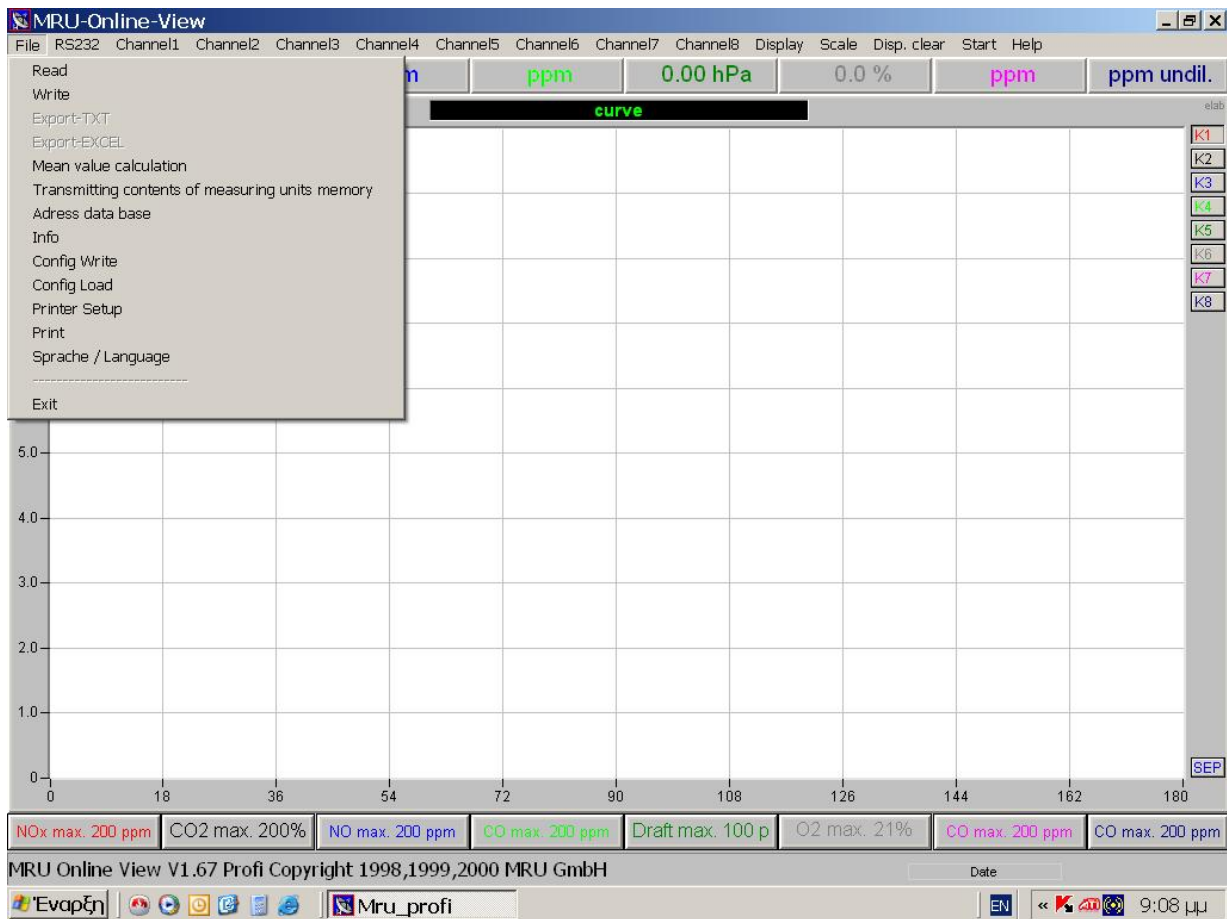 MRU-Online-View
File RS232 Channel1 Channel2 Channel3 Channel4 Channel5 Channel6 Channel7 Channel8 Display Scale Disp. clear Start Help
ppm 0.00 hPa 0.0 % ppm ppm undil.
curve
elab
Read
Write
Export-TXT
Export-EXCEL
Mean value calculation
Transmitting contents of measuring units memory
Adress data base
Info
Config Write
Config Load
Printer Setup
Print
Sprache / Language
Exit
K1
K2
K3
K4
K5
K6
K7
K8
5.0
4.0
3.0
2.0
1.0
0
SEP
0 18 36 54 72 90 108 126 144 162 180
NOx max. 200 ppm CO2 max. 200% NO max. 200 ppm CO max. 200 ppm Draft max. 100 p O2 max. 21% CO max. 200 ppm CO max. 200 ppm
MRU Online View V1.67 Profi Copyright 1998,1999,2000 MRU GmbH
Date
Έναρξη Mru_profi EN « 9:08 μμ